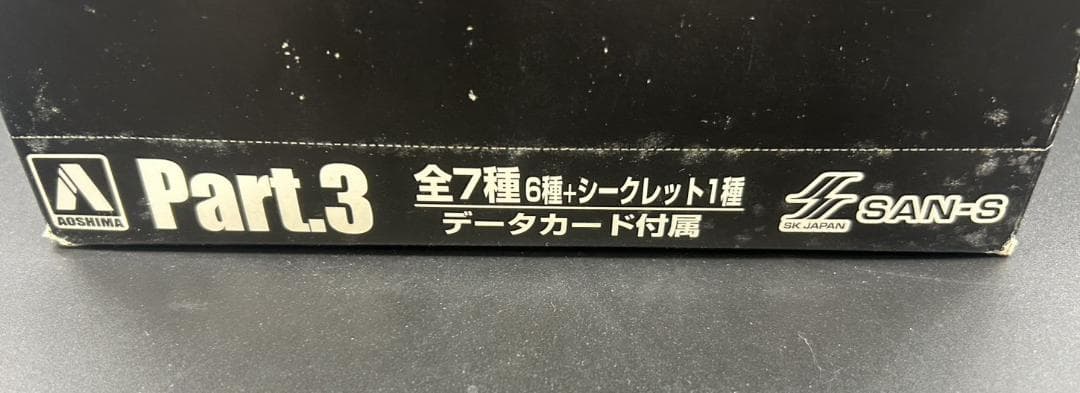 AOSHIMA
Part.3
全7種 6種+シークレット1種
データカード付属
SK JAPAN
SAN-S